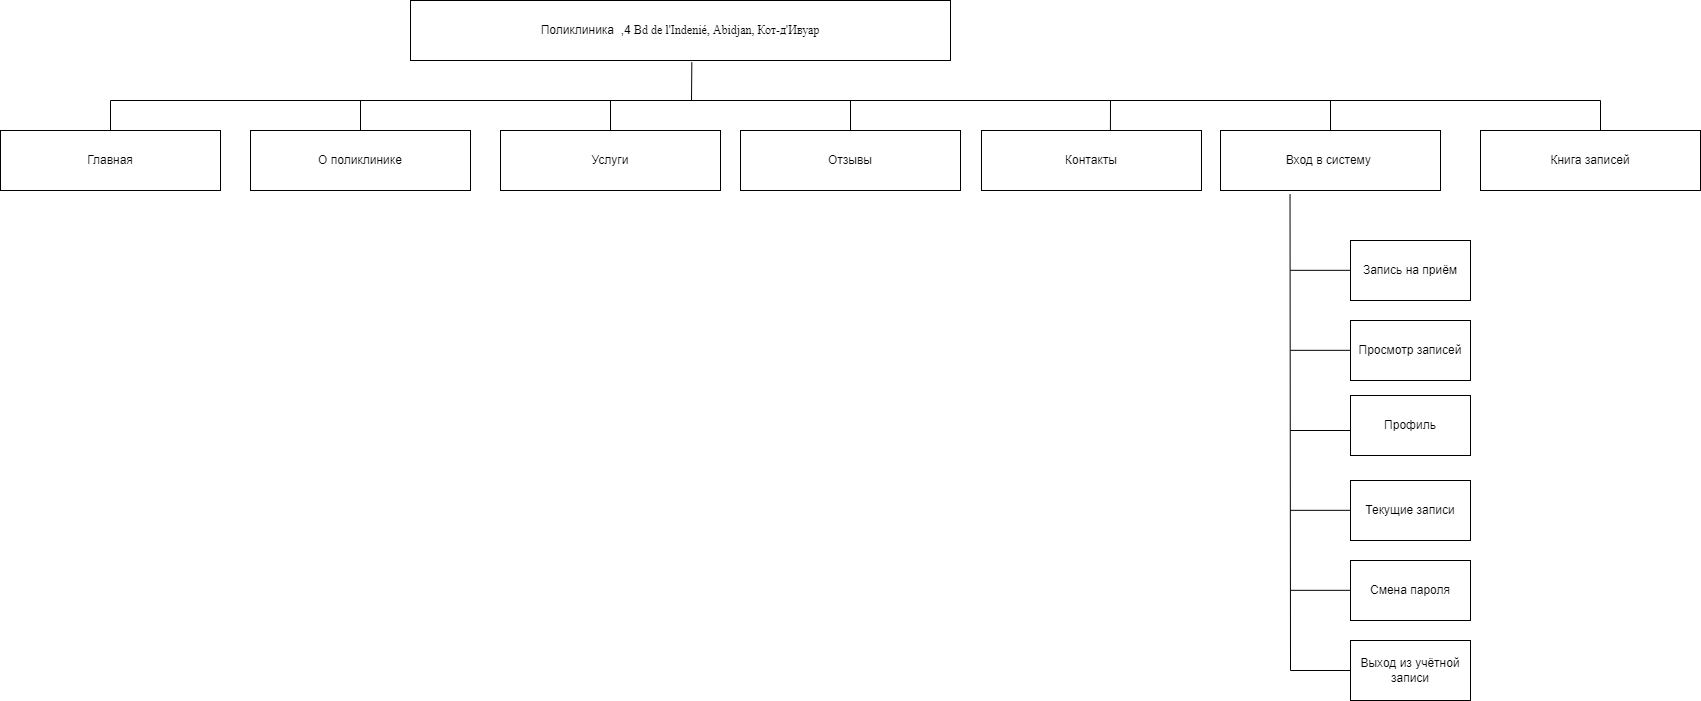 Поликлиника ,4 Bd de l'Indenié, Abidjan, Кот-д'Ивуар
Главная
О поликлинике
Услуги
Отзывы
Контакты
Вход в систему
Книга записей
Запись на приём
Просмотр записей
Профиль
Текущие записи
Смена пароля
Выход из учётной
записи